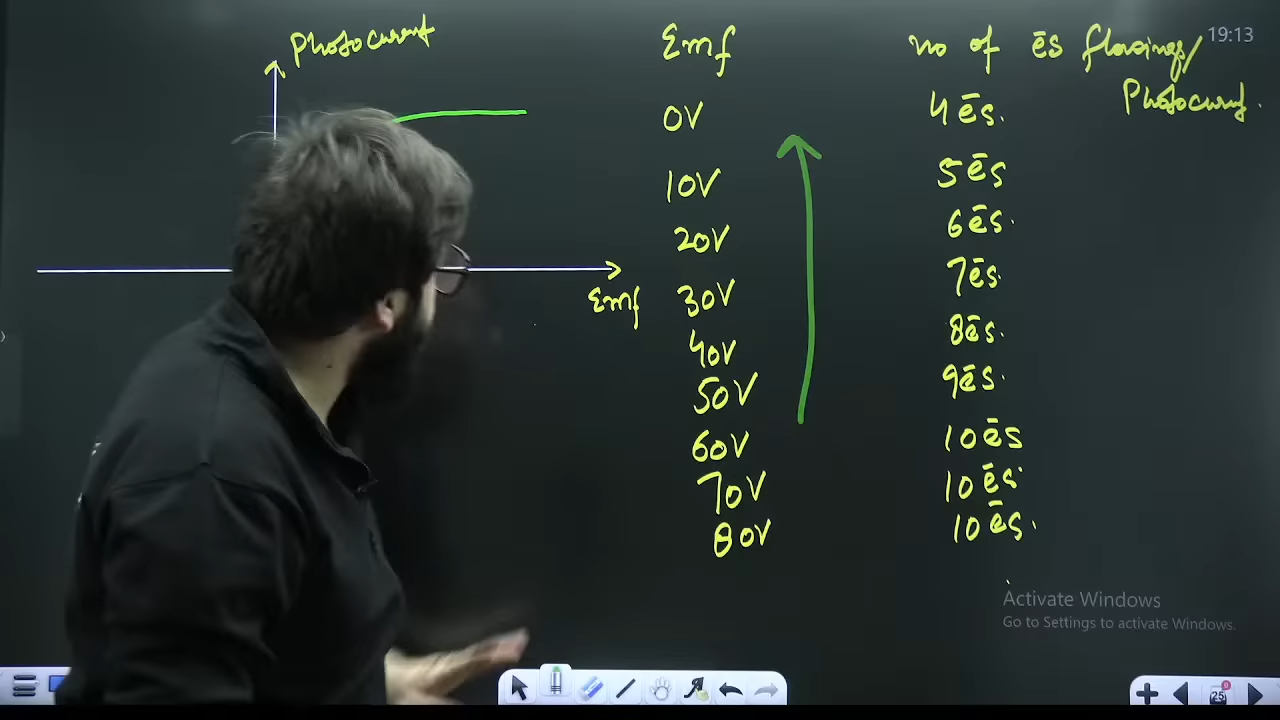 Photocurrent
Emf
Emf no of ēs flowing/
Photocurrent.
0V 4ēs.
10V 5ēs
20V 6ēs.
30V 7ēs.
40V 8ēs.
50V 9ēs.
60V 10ēs
70V 10ēs.
80V 10ēs.
19:13
Activate Windows
Go to Settings to activate Windows.
25